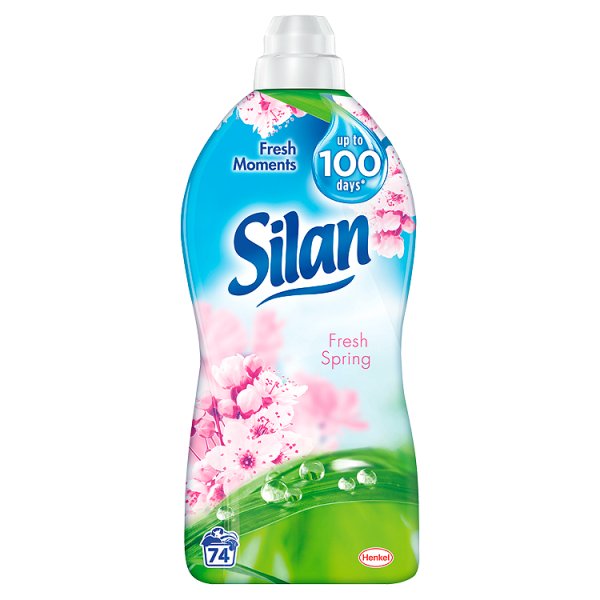 Fresh
Moments
up to
100
days*
Silan
Fresh
Spring
74
Henkel